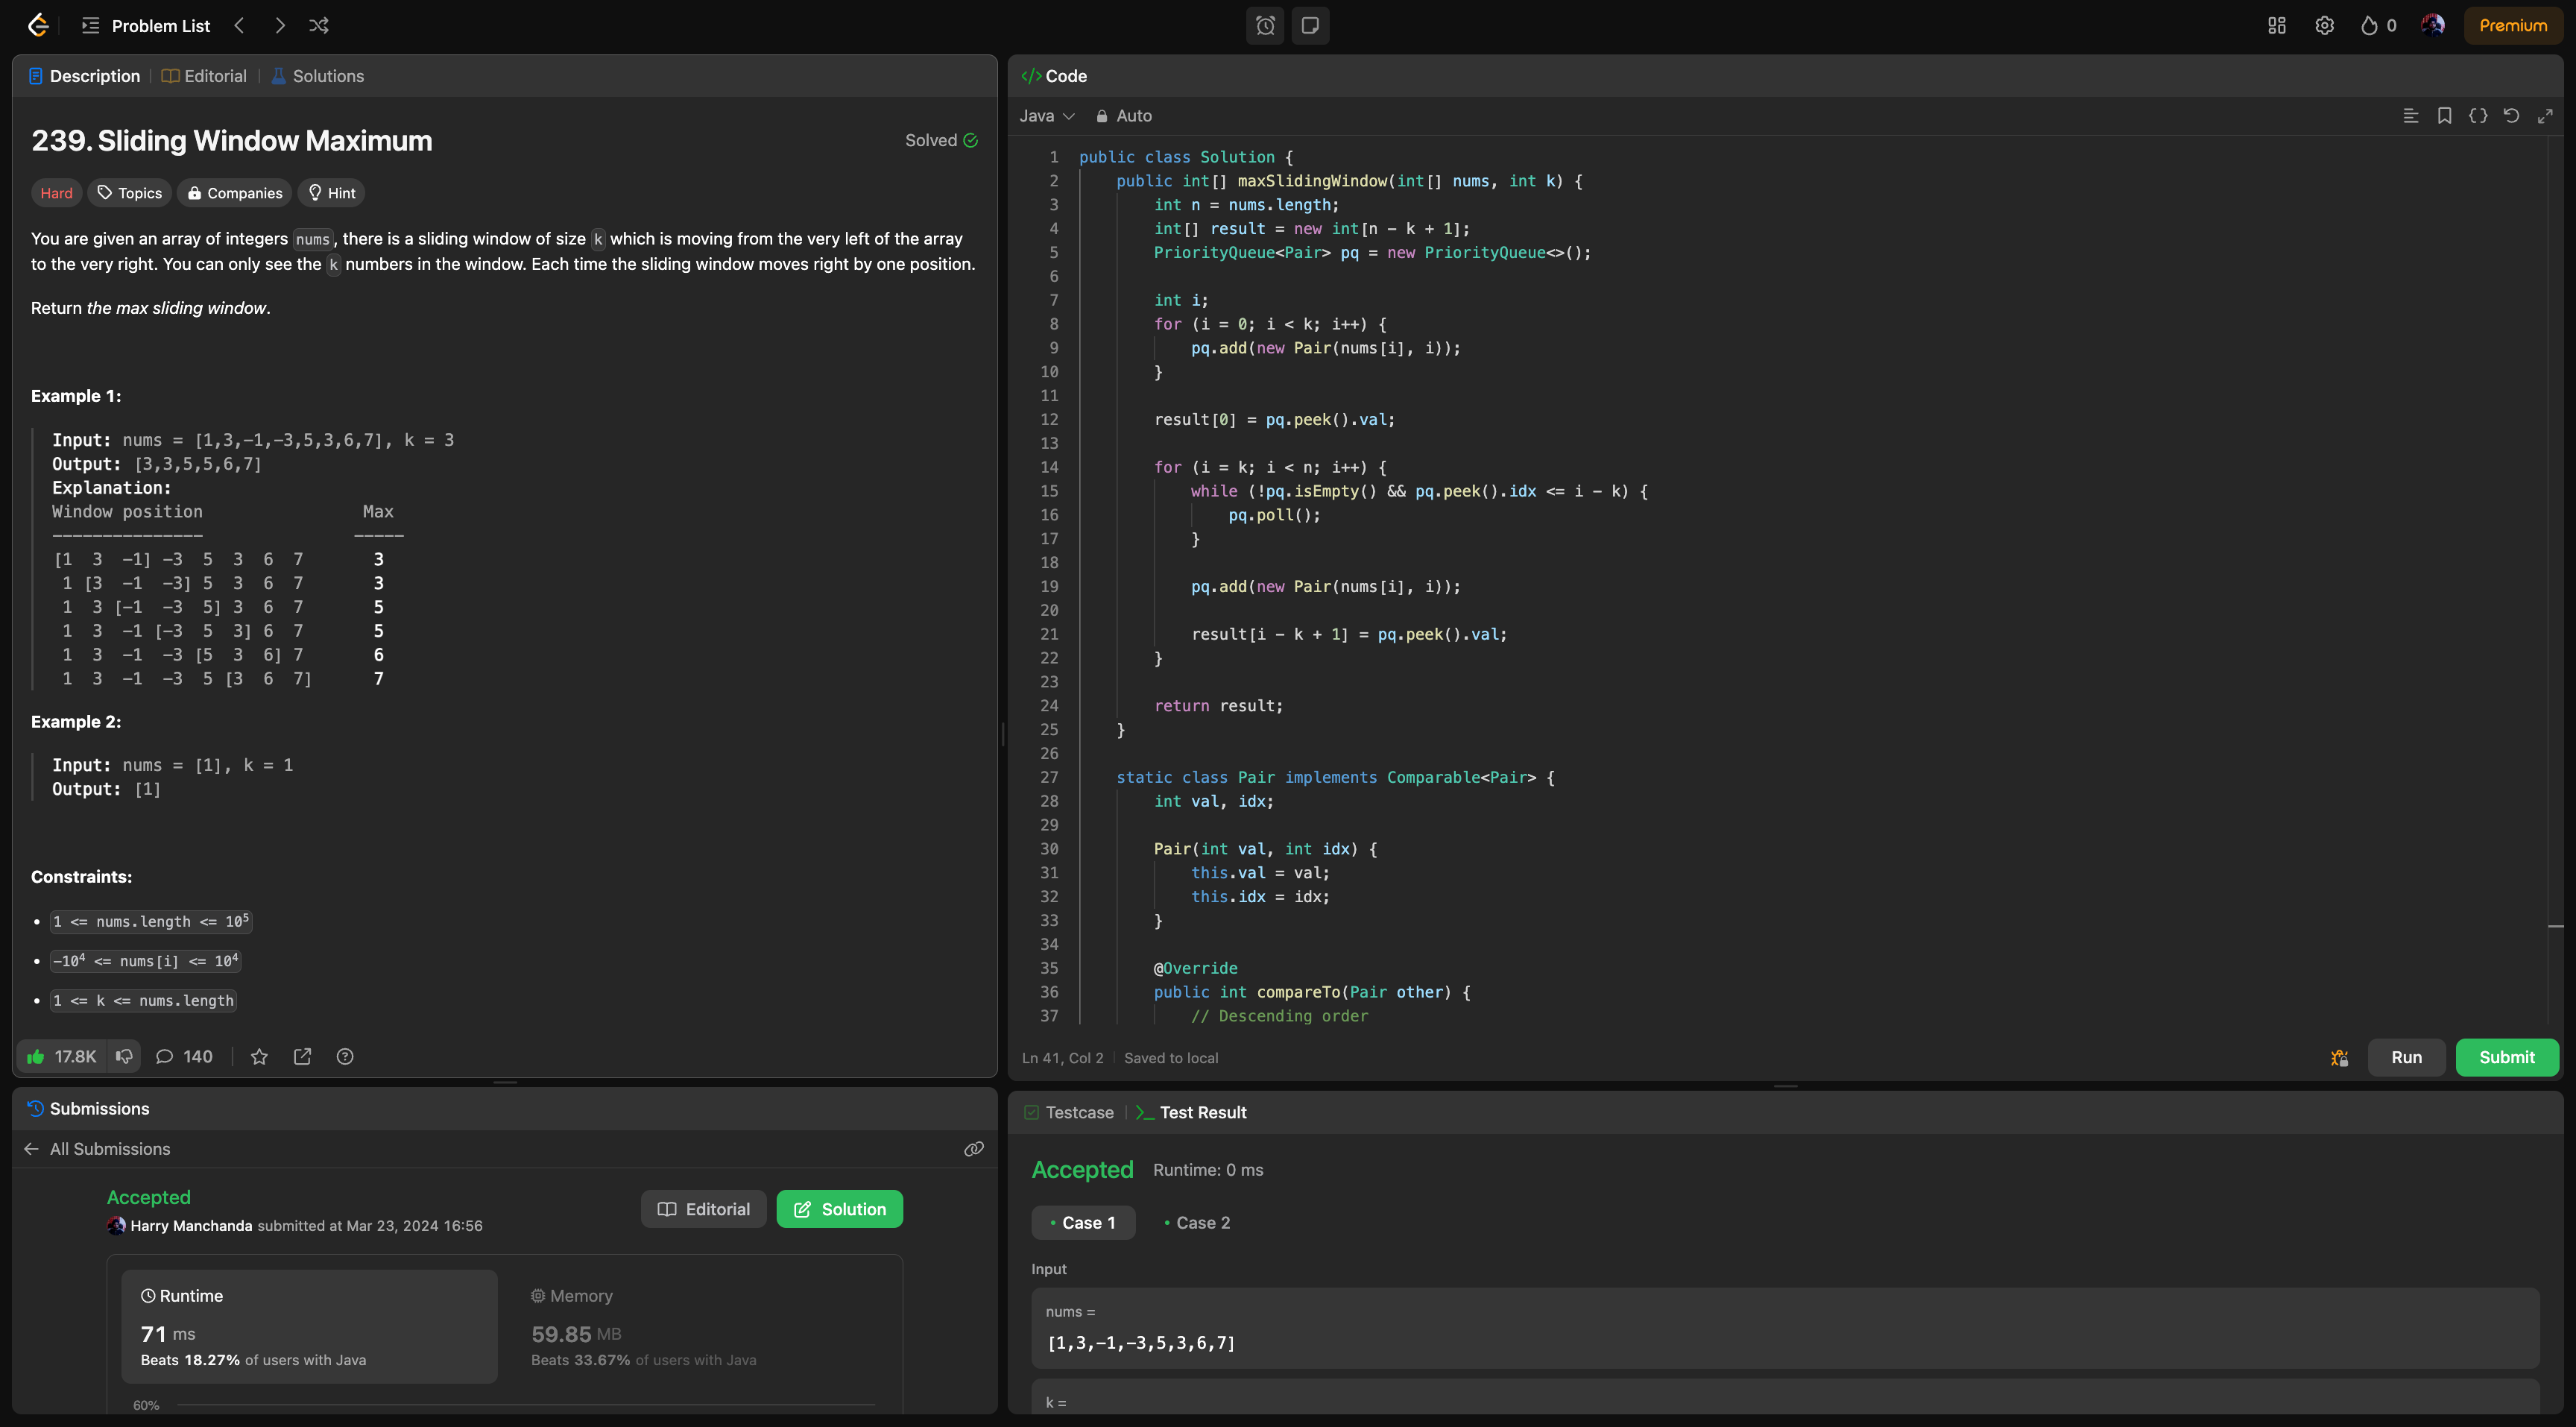 Problem List
0
Premium
Description
Editorial
Solutions
239. Sliding Window Maximum
Solved
Hard
Topics
Companies
Hint
You are given an array of integers nums, there is a sliding window of size k which is moving from the very left of the array
to the very right. You can only see the k numbers in the window. Each time the sliding window moves right by one position.
Return the max sliding window.
Example 1:
Input: nums = [1,3,-1,-3,5,3,6,7], k = 3
Output: [3,3,5,5,6,7]
Explanation:
Window position                Max
---------------               -----
[1  3  -1] -3  5  3  6  7       3
 1 [3  -1  -3] 5  3  6  7       3
 1  3 [-1  -3  5] 3  6  7       5
 1  3  -1 [-3  5  3] 6  7       5
 1  3  -1  -3 [5  3  6] 7       6
 1  3  -1  -3  5 [3  6  7]      7
Example 2:
Input: nums = [1], k = 1
Output: [1]
Constraints:
• 1 <= nums.length <= 10⁵
• -10⁴ <= nums[i] <= 10⁴
• 1 <= k <= nums.length
17.8K
140
Submissions
All Submissions
Accepted
Harry Manchanda submitted at Mar 23, 2024 16:56
Editorial
Solution
Runtime
71 ms
Beats 18.27% of users with Java
Memory
59.85 MB
Beats 33.67% of users with Java
60%
</> Code
Java
Auto
1 public class Solution {
2     public int[] maxSlidingWindow(int[] nums, int k) {
3         int n = nums.length;
4         int[] result = new int[n - k + 1];
5         PriorityQueue<Pair> pq = new PriorityQueue<>();
6
7         int i;
8         for (i = 0; i < k; i++) {
9             pq.add(new Pair(nums[i], i));
10         }
11
12         result[0] = pq.peek().val;
13
14         for (i = k; i < n; i++) {
15             while (!pq.isEmpty() && pq.peek().idx <= i - k) {
16                 pq.poll();
17             }
18
19             pq.add(new Pair(nums[i], i));
20
21             result[i - k + 1] = pq.peek().val;
22         }
23
24         return result;
25     }
26
27     static class Pair implements Comparable<Pair> {
28         int val, idx;
29
30         Pair(int val, int idx) {
31             this.val = val;
32             this.idx = idx;
33         }
34
35         @Override
36         public int compareTo(Pair other) {
37             // Descending order
Ln 41, Col 2
Saved to local
Run
Submit
Testcase
>_ Test Result
Accepted
Runtime: 0 ms
• Case 1
• Case 2
Input
nums =
[1,3,-1,-3,5,3,6,7]
k =